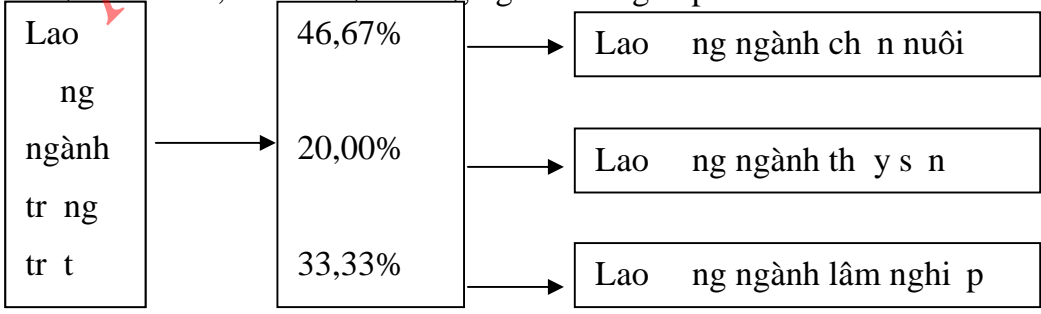 Lao
ng
ngành
tr ng
tr t
46,67%
20,00%
33,33%
Lao ng ngành ch n nuôi
Lao ng ngành th y s n
Lao ng ngành lâm nghi p